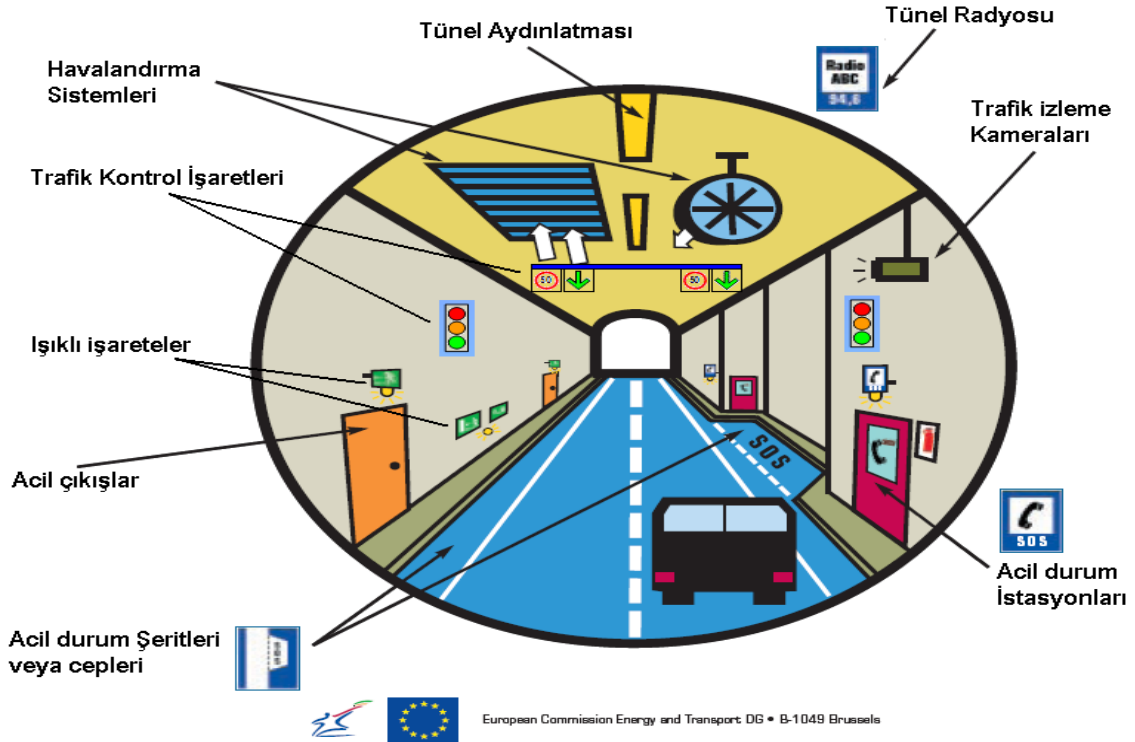 Tünel Radyosu
Tünel Aydınlatması
Radio
ABC
94,6
Havalandırma
Sistemleri
Trafik izleme
Kameraları
Trafik Kontrol İşaretleri
50
50
Işıklı işareteler
SOS
Acil çıkışlar
SOS
Acil durum
İstasyonları
Acil durum Şeritleri
veya cepleri
SOS
European Commission Energy and Transport DG • B-1049 Brussels